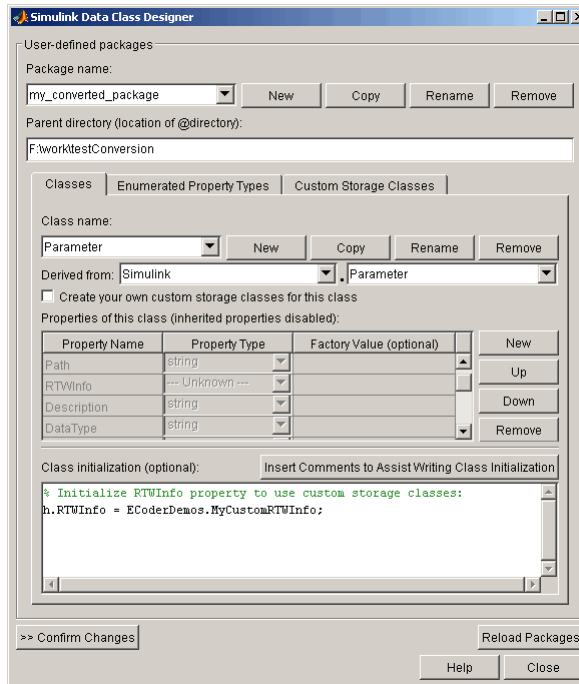 Simulink Data Class Designer
User-defined packages
Package name:
my_converted_package New Copy Rename Remove
Parent directory (location of @directory):
F:\work\testConversion
Classes Enumerated Property Types Custom Storage Classes
Class name:
Parameter New Copy Rename Remove
Derived from: Simulink . Parameter
Create your own custom storage classes for this class
Properties of this class (inherited properties disabled):
Property Name Property Type Factory Value (optional) New
Path string
RTWInfo --- Unknown --- Up
Description string Down
DataType string Remove
Class initialization (optional): Insert Comments to Assist Writing Class Initialization
% Initialize RTWInfo property to use custom storage classes:
h.RTWInfo = ECoderDemos.MyCustomRTWInfo;
>> Confirm Changes Reload Packages
Help Close